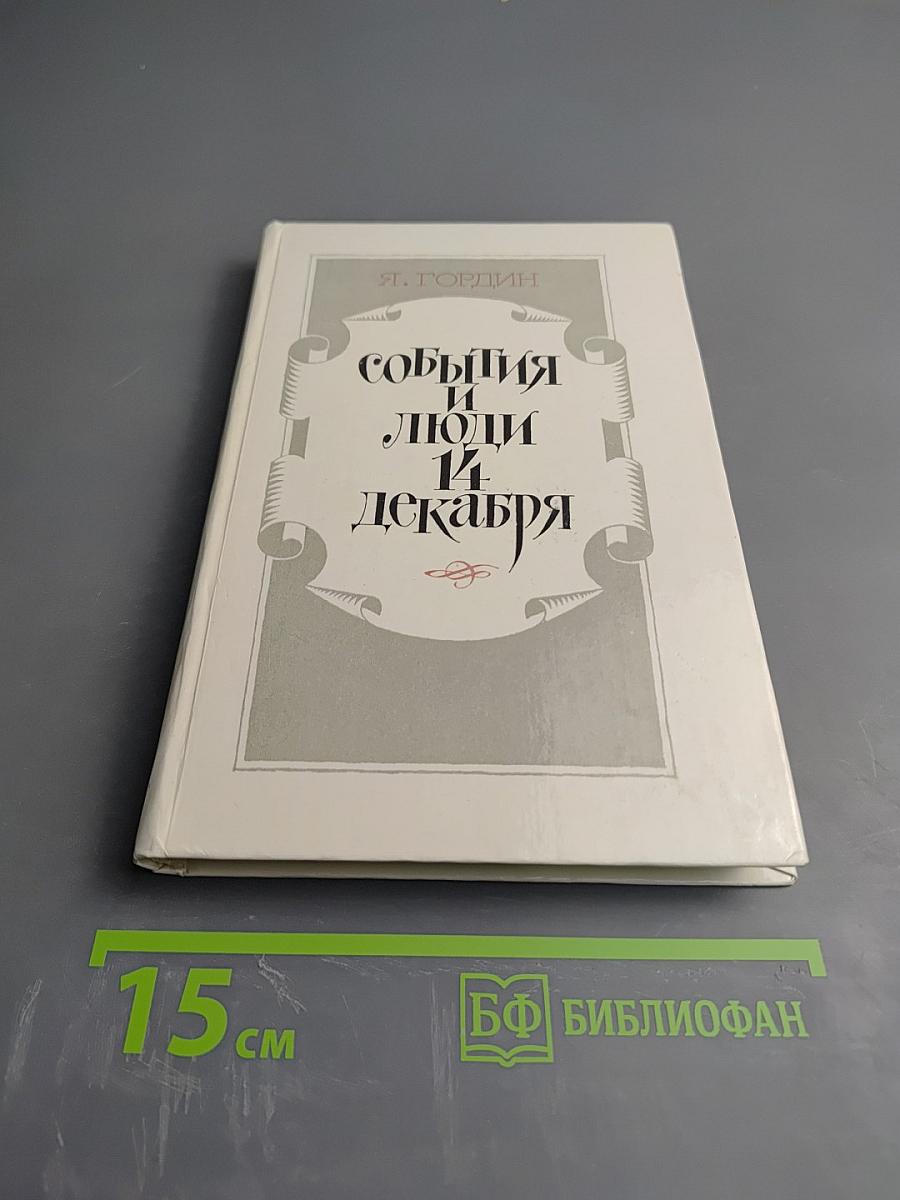 Я. ГОРДИН
СОБЫТИЯ
И
ЛЮДИ
14
ДЕКАБРЯ
15 см
БФ БИБЛИОФАН